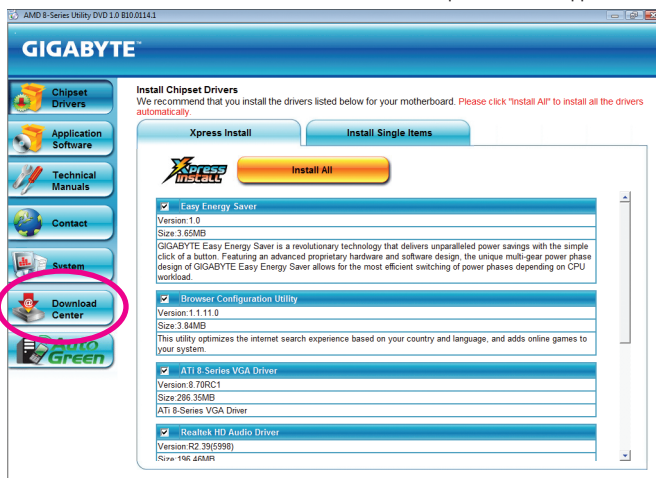 AMD 8-Series Utility DVD 1.0 B10.0114.1
GIGABYTE™
Chipset
Drivers
Application
Software
Technical
Manuals
Contact
System
Download
Center
Auto
Green
Install Chipset Drivers
We recommend that you install the drivers listed below for your motherboard. Please click "Install All" to install all the drivers
automatically.
Xpress Install
Install Single Items
Xpress
Install
Install All
Easy Energy Saver
Version:1.0
Size:3.65MB
GIGABYTE Easy Energy Saver is a revolutionary technology that delivers unparalleled power savings with the simple
click of a button. Featuring an advanced proprietary hardware and software design, the unique multi-gear power phase
design of GIGABYTE Easy Energy Saver allows for the most efficient switching of power phases depending on CPU
workload.
Browser Configuration Utility
Version:1.1.11.0
Size:3.84MB
This utility optimizes the internet search experience based on your country and language, and adds online games to
your system.
ATi 8-Series VGA Driver
Version:8.70RC1
Size:286.35MB
ATi 8-Series VGA Driver
Realtek HD Audio Driver
Version:R2.39(5998)
Size:196.46MB